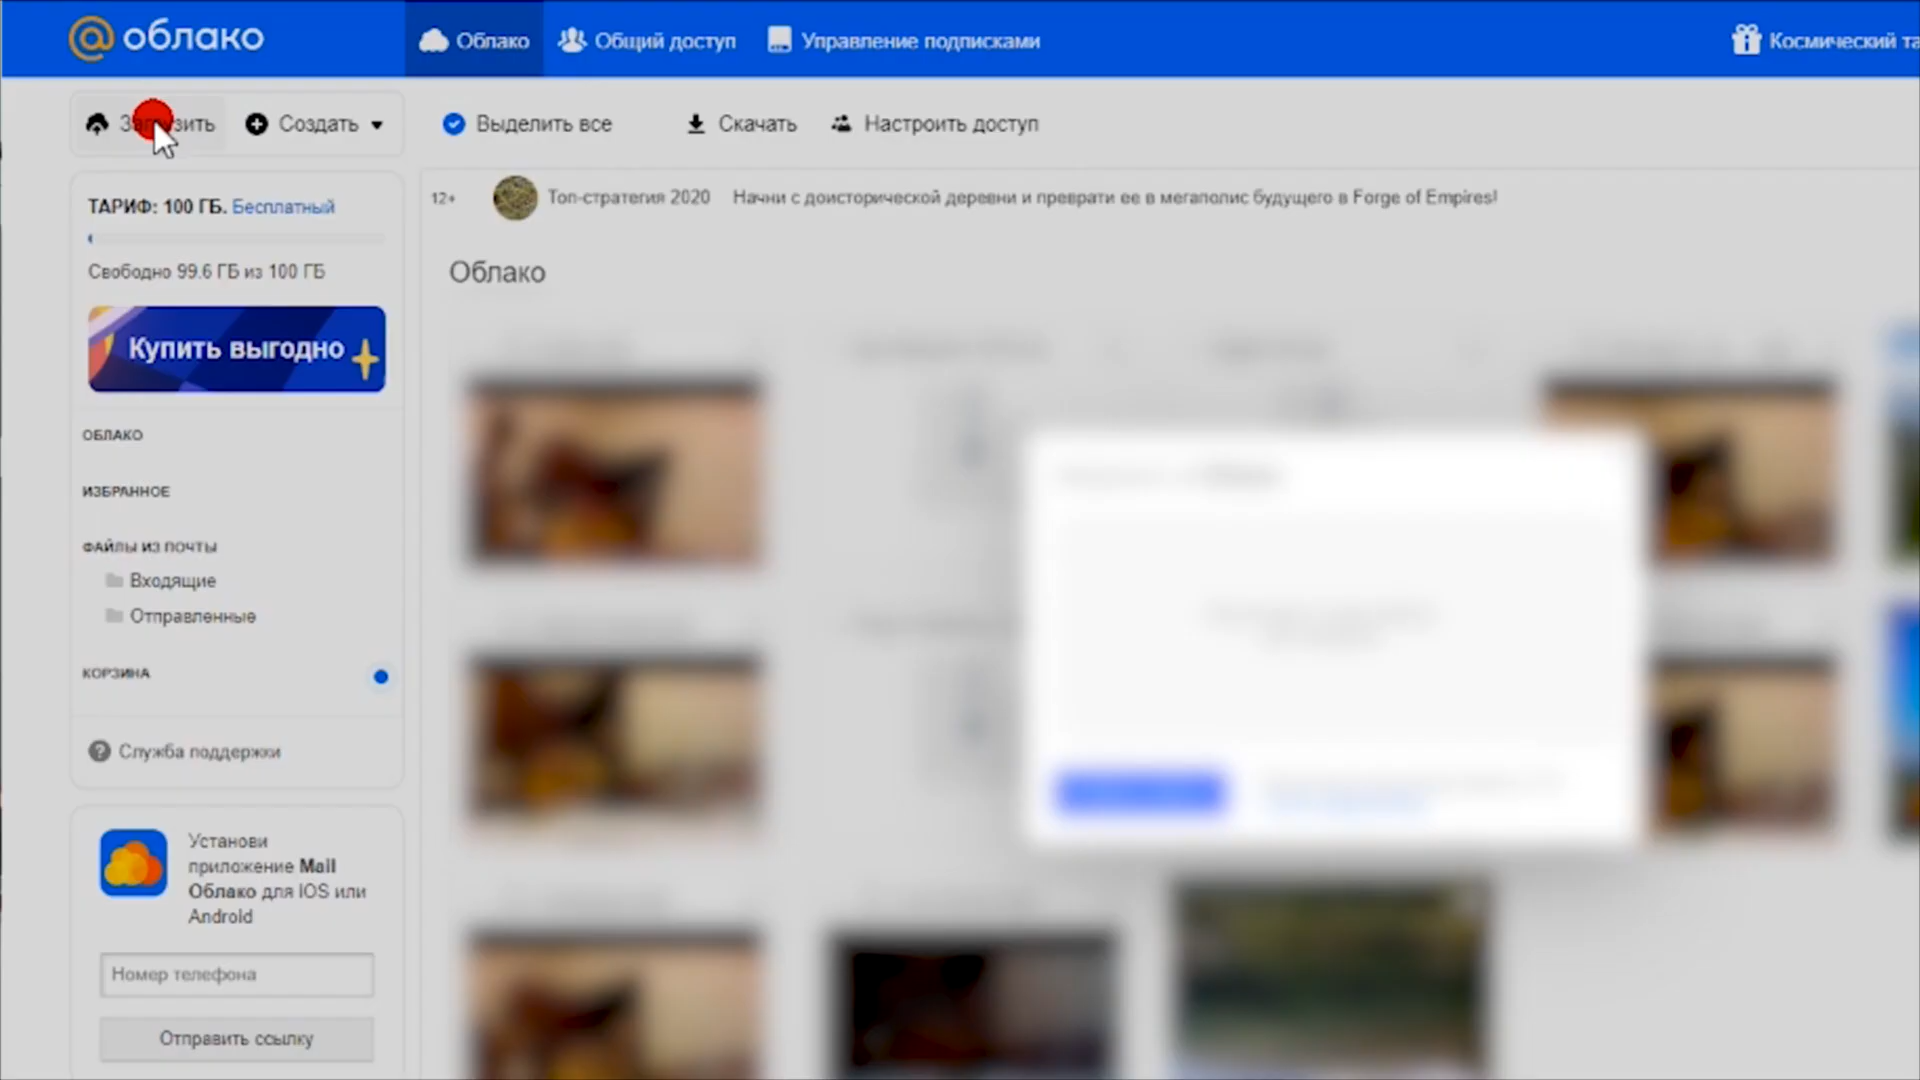 облако
Облако
Общий доступ
Управление подписками
Космический та
Загрузить
Создать
Выделить все
Скачать
Настроить доступ
ТАРИФ: 100 ГБ. Бесплатный
Свободно 99.6 ГБ из 100 ГБ
Купить выгодно
ОБЛАКО
ИЗБРАННОЕ
ФАЙЛЫ ИЗ ПОЧТЫ
Входящие
Отправленные
КОРЗИНА
Служба поддержки
Установи
приложение Mail
Облако для IOS или
Android
Номер телефона
Отправить ссылку
12+
Топ-стратегия 2020
Начни с доисторической деревни и преврати ее в мегаполис будущего в Forge of Empires!
Облако